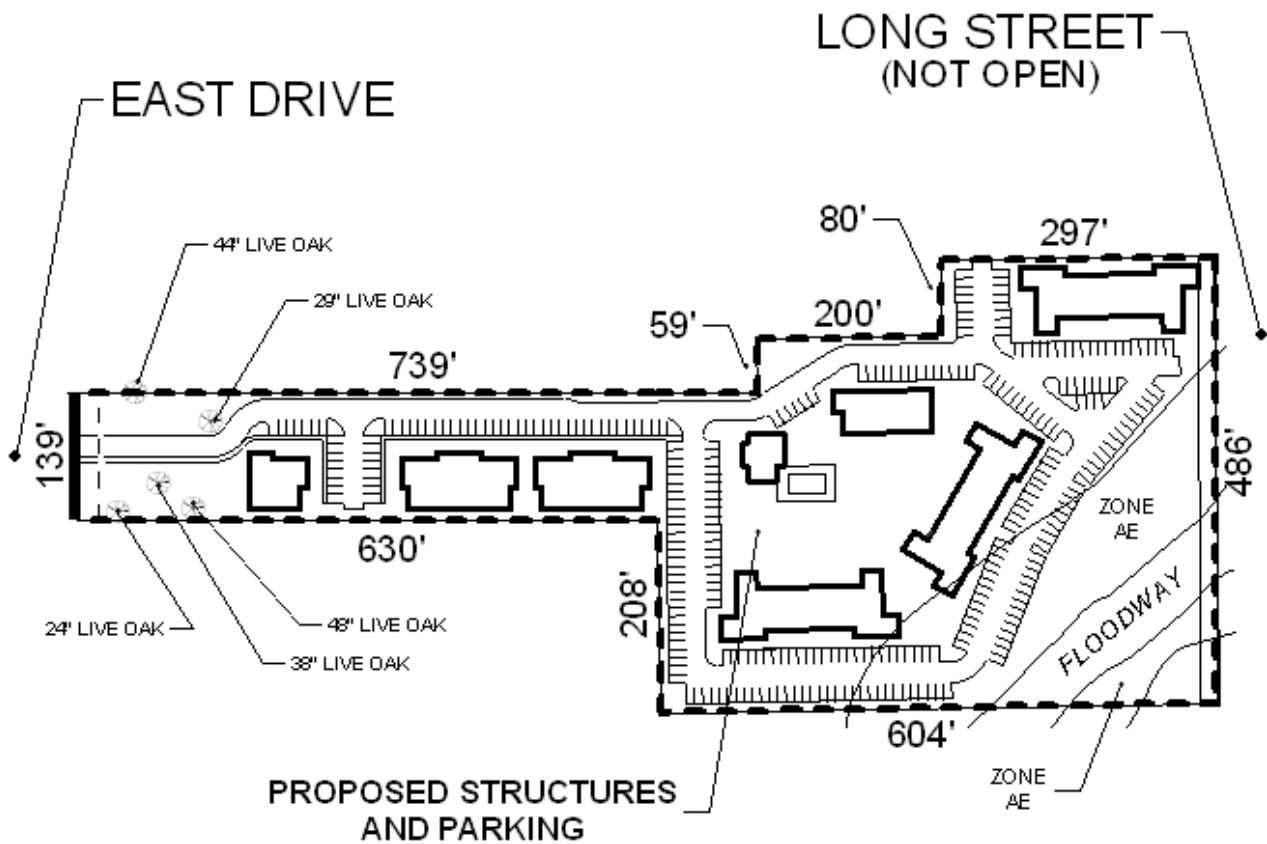 LONG STREET
(NOT OPEN)
EAST DRIVE
80'
297'
44" LIVE OAK
29" LIVE OAK
59'
200'
739'
139'
486'
ZONE
AE
630'
208'
FLOODWAY
24" LIVE OAK
48" LIVE OAK
38" LIVE OAK
604'
PROPOSED STRUCTURES
AND PARKING
ZONE
AE